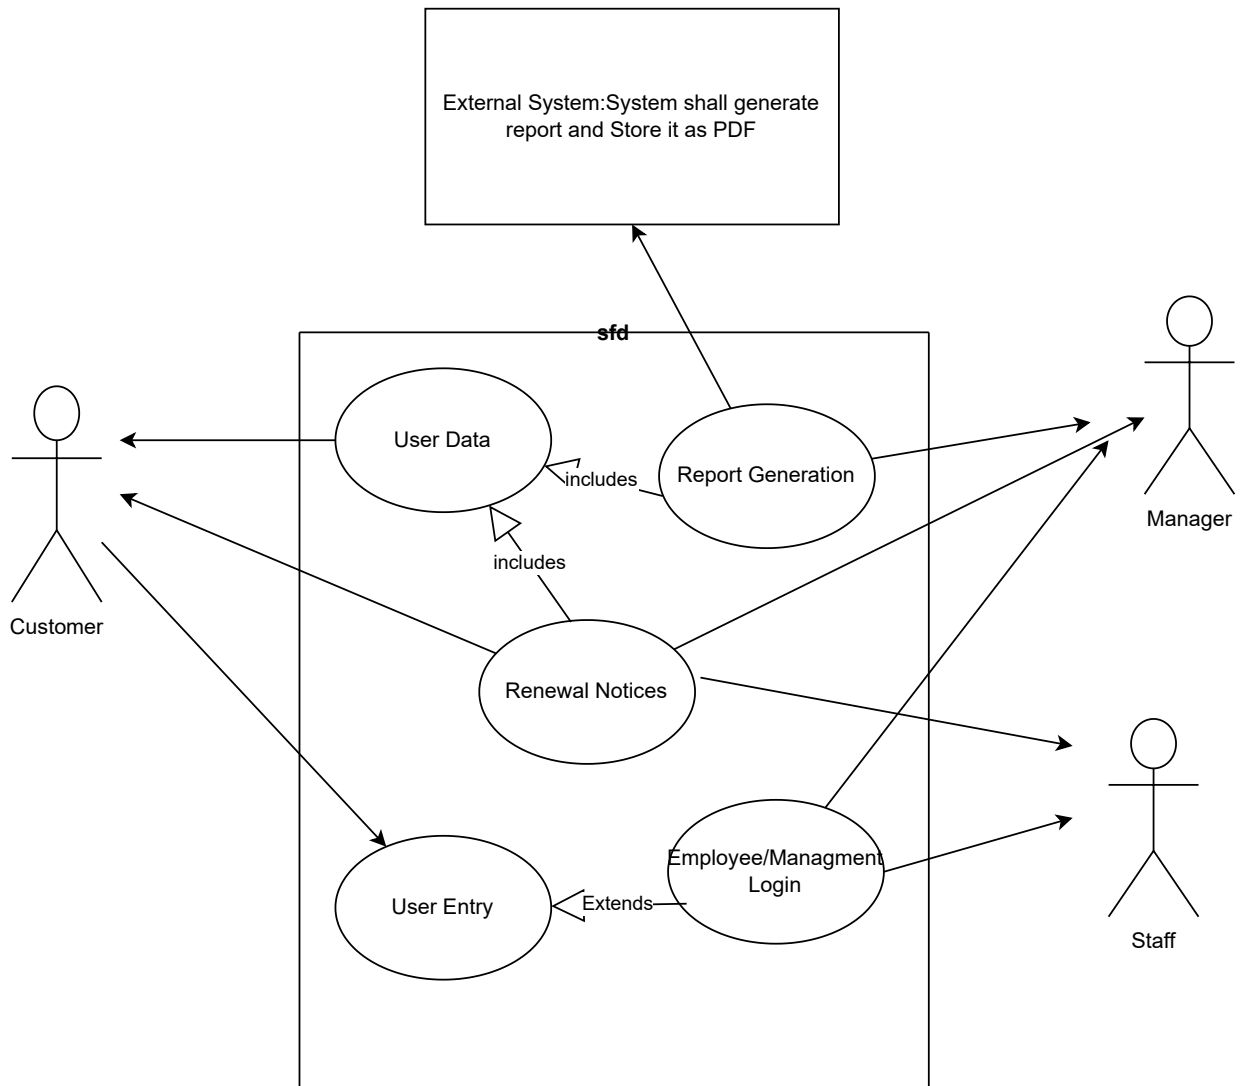 External System:System shall generate
report and Store it as PDF
sfd
User Data
Report Generation
includes
Manager
includes
Customer
Renewal Notices
Employee/Managment
Login
User Entry
Extends
Staff